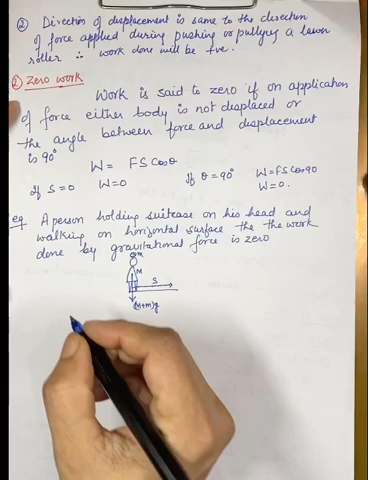 ② Direction of displacement is same to the direction
of force applied during pushing or pulling a lawn
roller ∴ work done will be +ve.
② Zero work
Work is said to zero if on application
of force either body is not displaced or
the angle between force and displacement
is 90°
W = FS Cosθ
if S = 0 W = 0 If θ = 90° W = FS Cos90
W = 0.
eg A person holding suitcase on his head and
walking on horizontal surface the the work
done by gravitational force is zero
m
M
S
(M+m)g